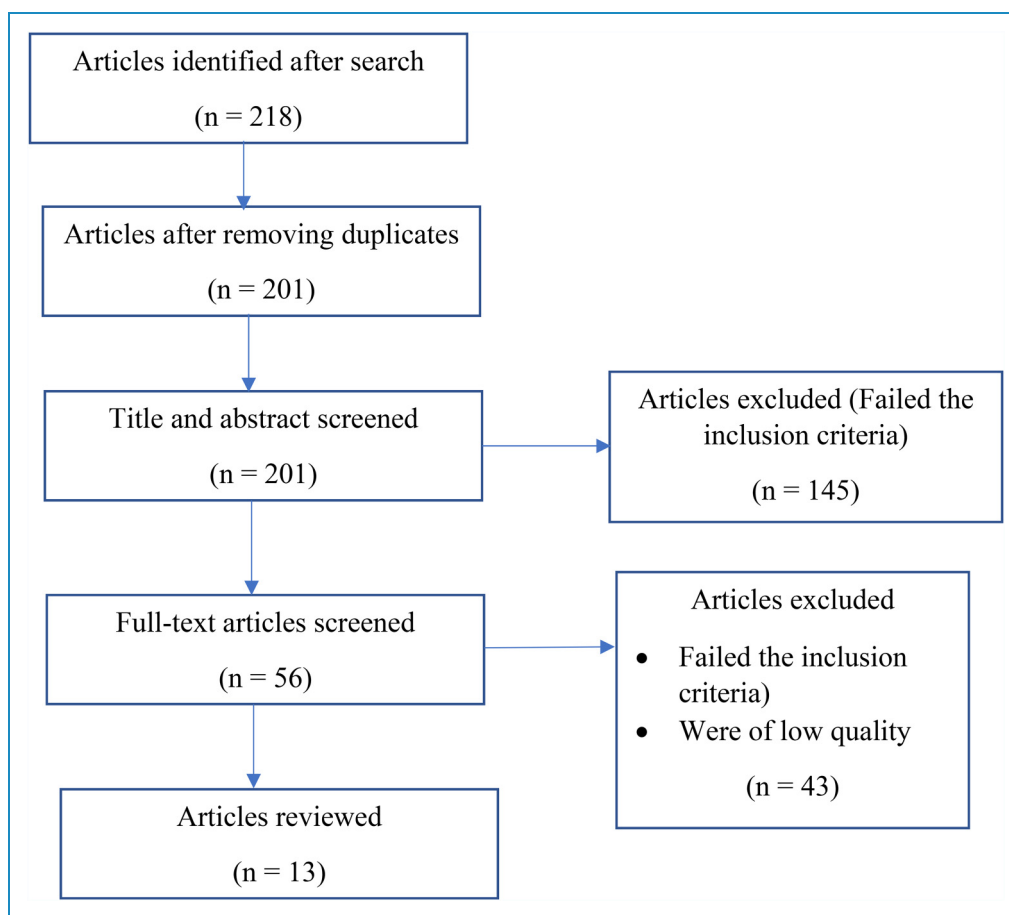 Articles identified after search
(n = 218)
Articles after removing duplicates
(n = 201)
Title and abstract screened
(n = 201)
Articles excluded (Failed the
inclusion criteria)
(n = 145)
Full-text articles screened
(n = 56)
Articles excluded
• Failed the inclusion
criteria)
• Were of low quality
(n = 43)
Articles reviewed
(n = 13)